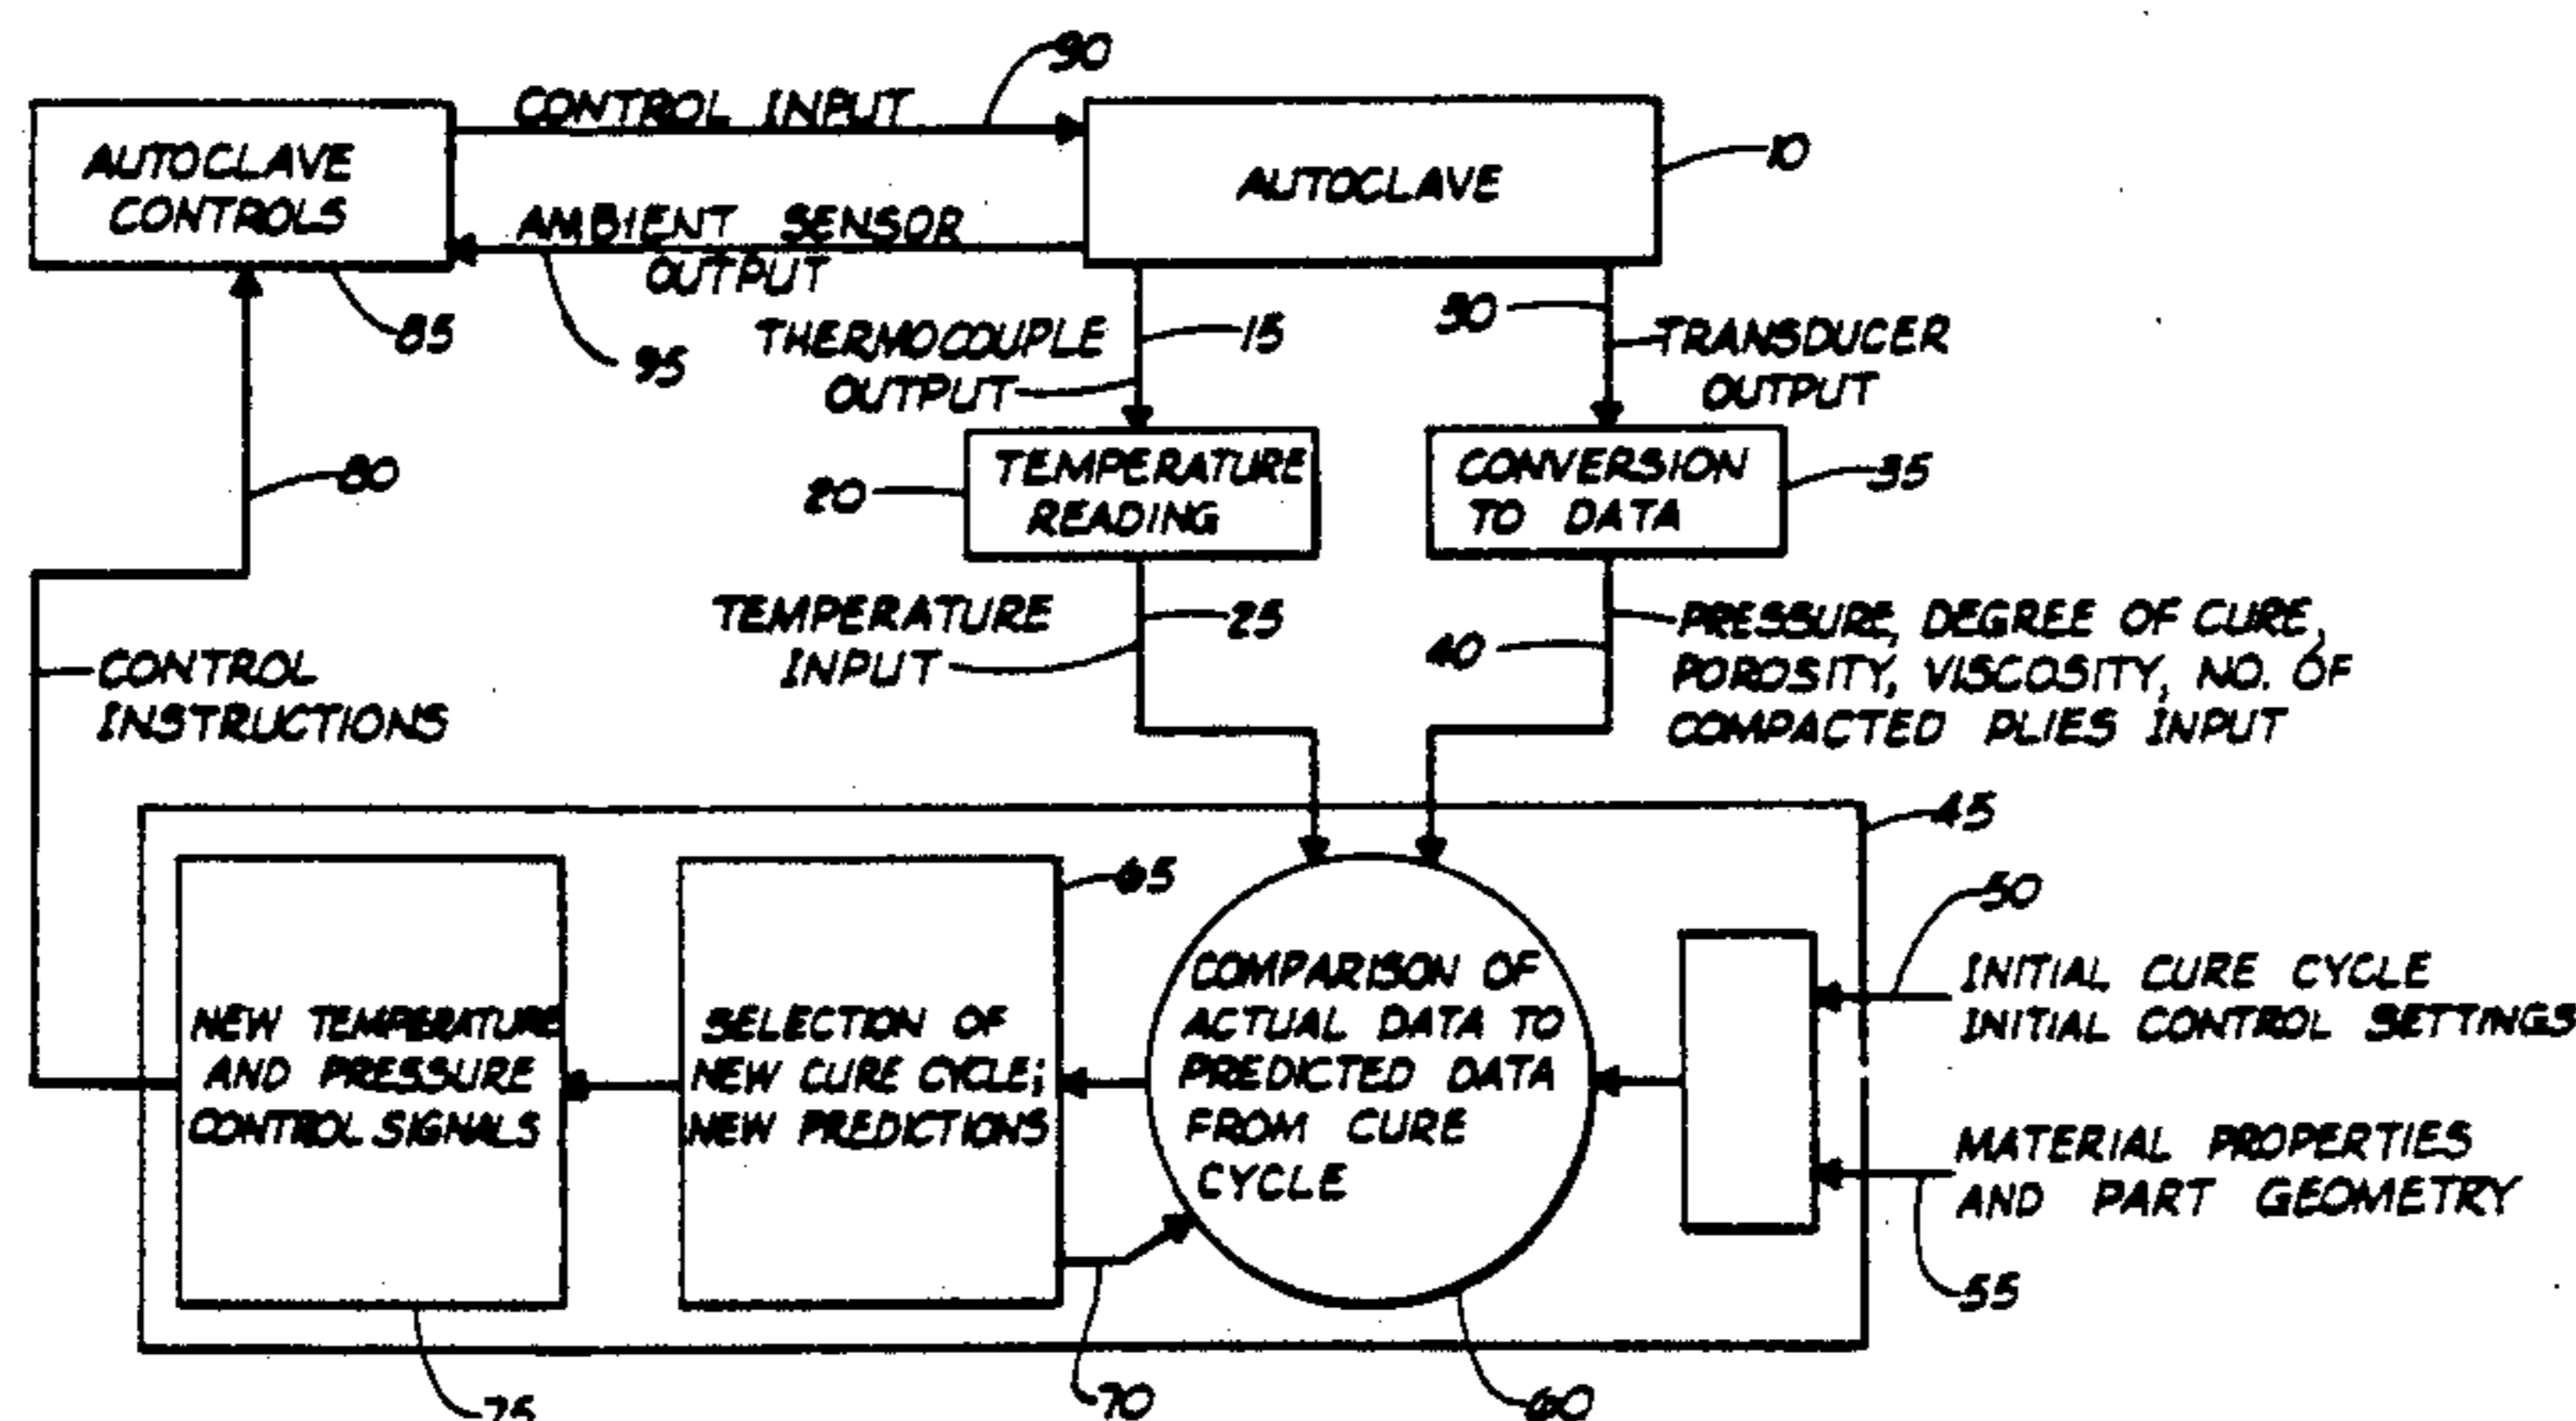 90
CONTROL INPUT
AUTOCLAVE
CONTROLS
AUTOCLAVE
10
AMBIENT SENSOR
OUTPUT
85
95
THERMOCOUPLE
OUTPUT
15
30
TRANSDUCER
OUTPUT
80
20
TEMPERATURE
READING
CONVERSION
TO DATA
35
TEMPERATURE
INPUT
25
40
PRESSURE, DEGREE OF CURE,
POROSITY, VISCOSITY, NO. OF
COMPACTED PLIES INPUT
CONTROL
INSTRUCTIONS
45
65
50
NEW TEMPERATURE
AND PRESSURE
CONTROL SIGNALS
SELECTION OF
NEW CURE CYCLE;
NEW PREDICTIONS
COMPARISON OF
ACTUAL DATA TO
PREDICTED DATA
FROM CURE
CYCLE
INITIAL CURE CYCLE
INITIAL CONTROL SETTINGS
MATERIAL PROPERTIES
AND PART GEOMETRY
55
75
70
60